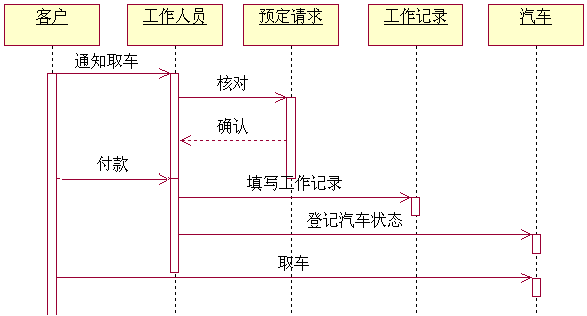 客户 工作人员 预定请求 工作记录 汽车
通知取车
核对
确认
付款
填写工作记录
登记汽车状态
取车